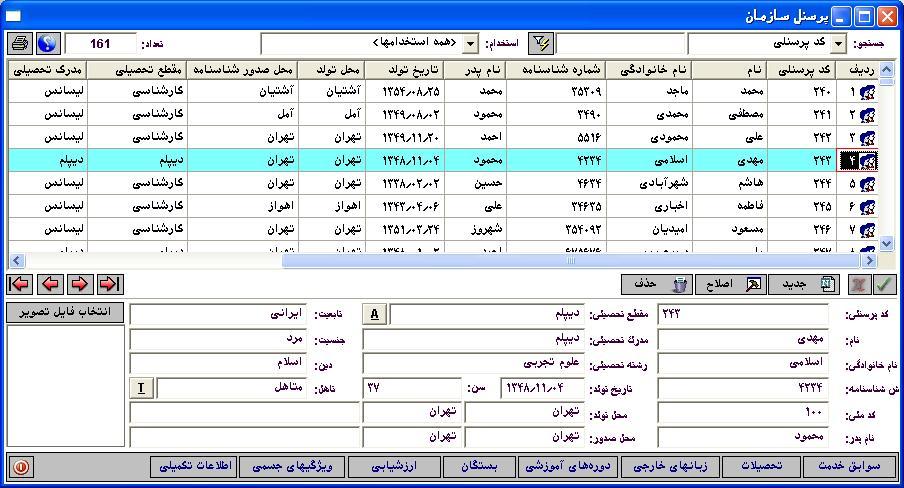 پرسنل سازمان
جستجو: کد پرسنلی استخدام: <همه استخدامها> تعداد: 161
ردیف کد پرسنلی نام نام خانوادگی شماره شناسنامه نام پدر تاریخ تولد محل تولد محل صدور شناسنامه مقطع تحصیلی مدرک تحصیلی
۱ ۲۴۰ محمد ماجد ۳۵۳۰۹ محمد ۱۳۵۴/۰۸/۲۵ آشتیان آشتیان کارشناسی لیسانس
۲ ۲۴۱ مصطفی محمدی ۳۴۹۰ محمود ۱۳۴۹/۰۸/۰۲ آمل آمل کارشناسی لیسانس
۳ ۲۴۲ علی محمودی ۵۵۱۶ احمد ۱۳۴۹/۱۱/۲۰ تهران تهران کارشناسی لیسانس
۴ ۲۴۳ مهدی اسلامی ۴۲۳۴ محمود ۱۳۴۸/۱۱/۰۴ تهران تهران دیپلم دیپلم
۵ ۲۴۴ هاشم شهرآبادی ۴۶۳۴ حسین ۱۳۳۸/۰۲/۰۲ تهران تهران کارشناسی لیسانس
۶ ۲۴۵ فاطمه اخباری ۳۴۶۳۵ علی ۱۳۴۳/۰۴/۰۶ اهواز اهواز کارشناسی لیسانس
۷ ۲۴۶ مسعود امیدیان ۳۵۴۰۹۲ شهروز ۱۳۵۱/۰۳/۲۴ تهران تهران کارشناسی لیسانس
جدید اصلاح حذف
کد پرسنلی: ۲۴۳ مقطع تحصیلی: دیپلم A تابعیت: ایرانی انتخاب فایل تصویر
نام: مهدی مدرک تحصیلی: دیپلم جنسیت: مرد
نام خانوادگی: اسلامی رشته تحصیلی: علوم تجربی دین: اسلام
ش شناسنامه: ۴۲۳۴ تاریخ تولد: ۱۳۴۸/۱۱/۰۴ سن: ۳۷ تاهل: متاهل I
کد ملی: ۱۰۰ محل تولد: تهران تهران
نام پدر: محمود محل صدور: تهران تهران
سوابق خدمت تحصیلات زبانهای خارجی دوره‌های آموزشی بستگان ارزشیابی ویژگیهای جسمی اطلاعات تکمیلی